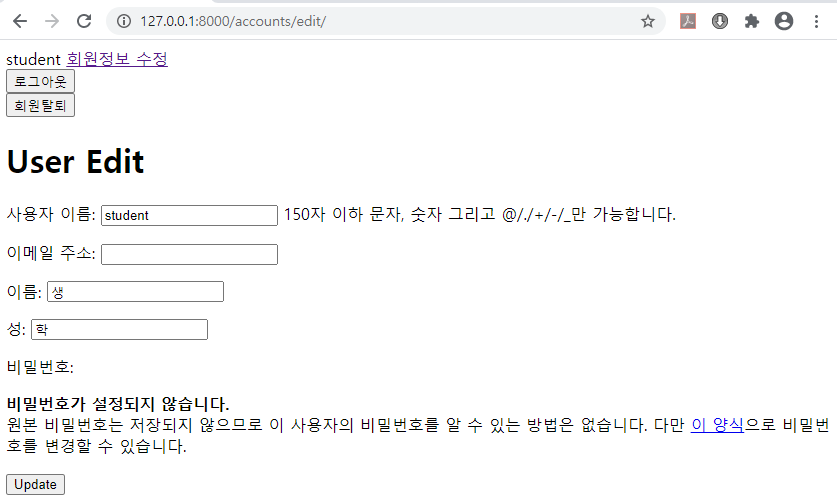 127.0.0.1:8000/accounts/edit/
student 회원정보 수정
로그아웃
회원탈퇴
User Edit
사용자 이름: student 150자 이하 문자, 숫자 그리고 @/./+/-/_만 가능합니다.
이메일 주소:
이름: 생
성: 학
비밀번호:
비밀번호가 설정되지 않습니다.
원본 비밀번호는 저장되지 않으므로 이 사용자의 비밀번호를 알 수 있는 방법은 없습니다. 다만 이 양식으로 비밀번
호를 변경할 수 있습니다.
Update